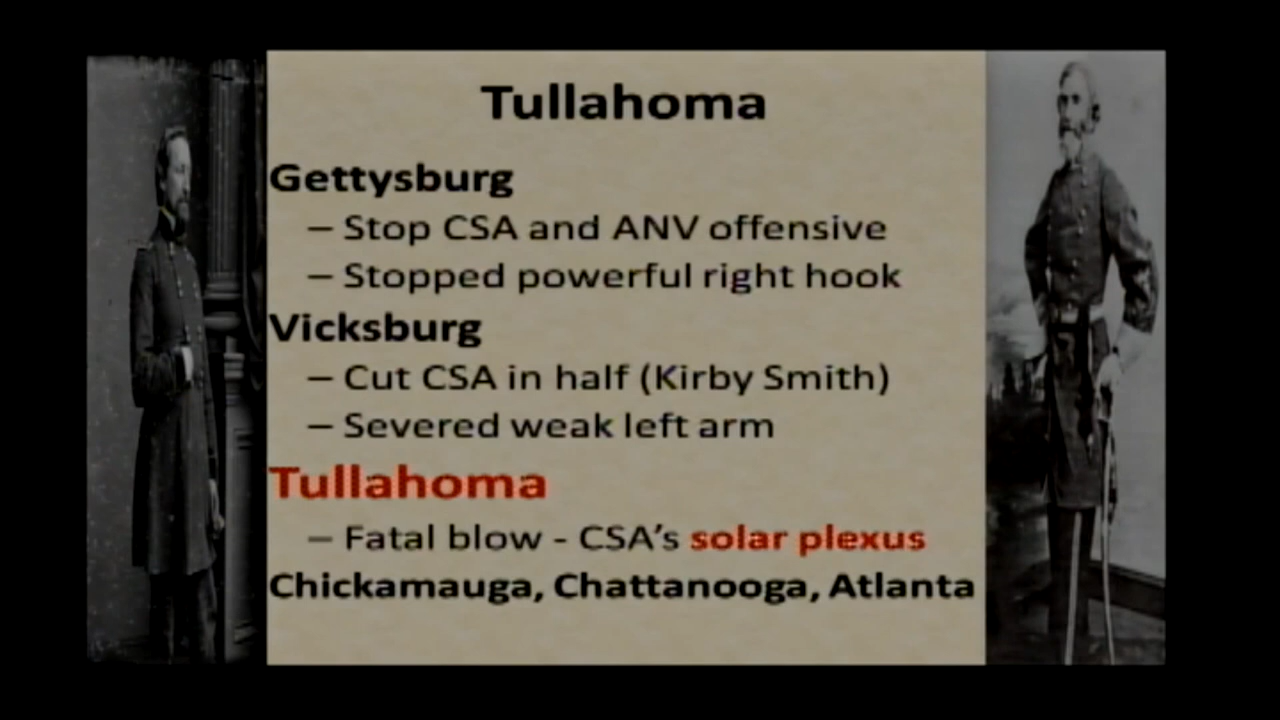 Tullahoma
Gettysburg
– Stop CSA and ANV offensive
– Stopped powerful right hook
Vicksburg
– Cut CSA in half (Kirby Smith)
– Severed weak left arm
Tullahoma
– Fatal blow - CSA's solar plexus
Chickamauga, Chattanooga, Atlanta